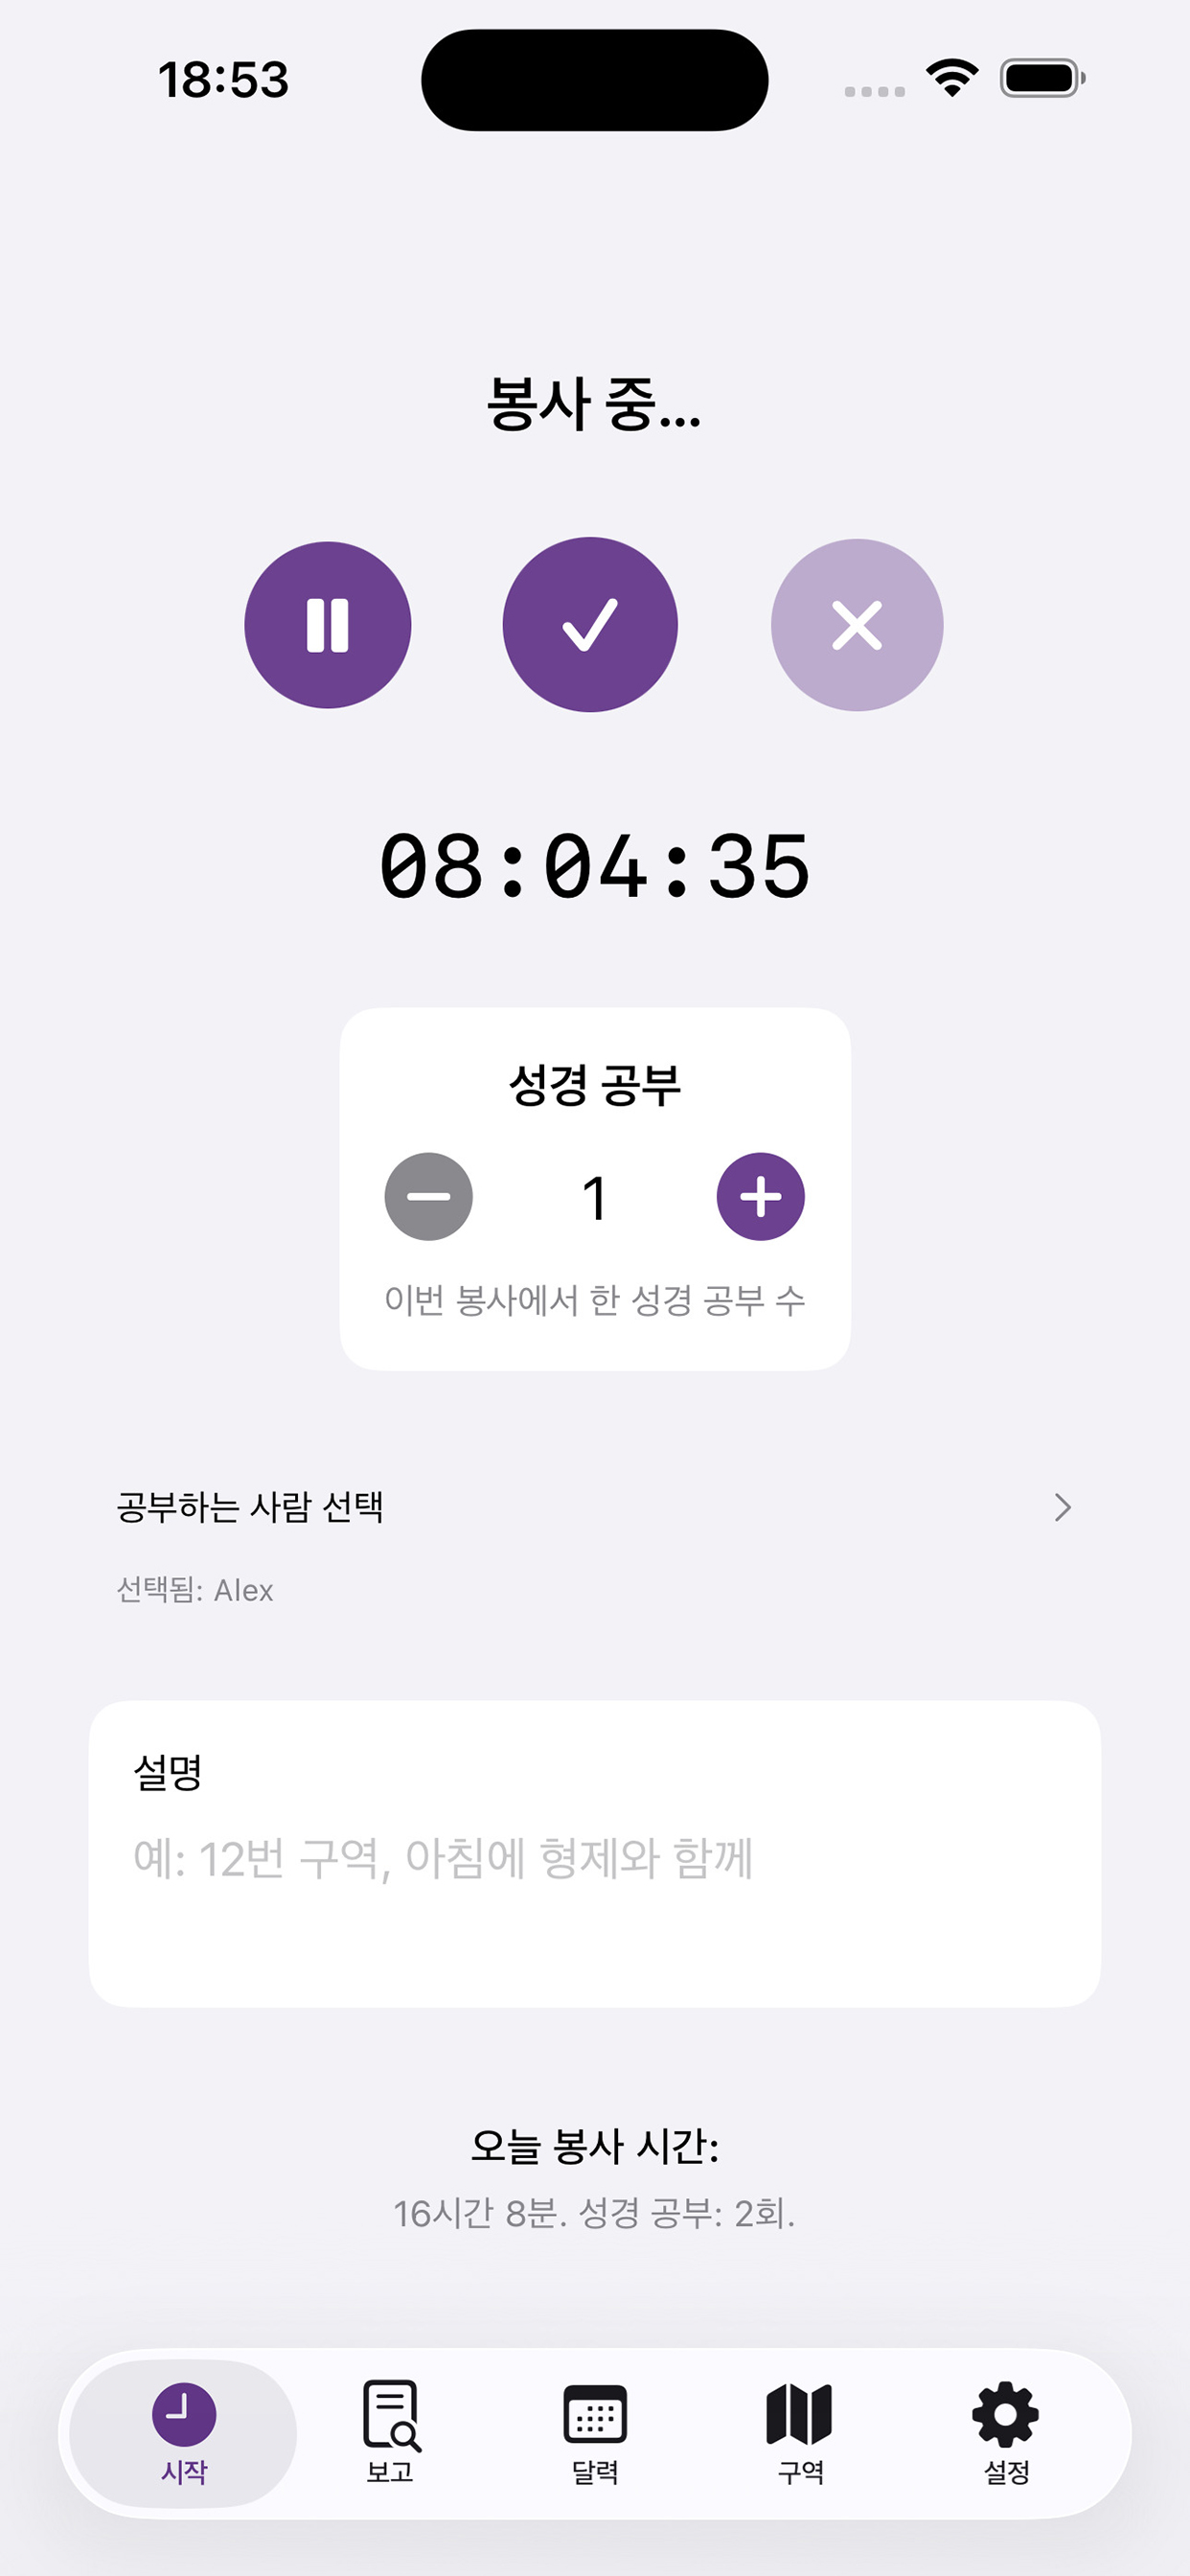 18:53
봉사 중...
08:04:35
성경 공부
1
이번 봉사에서 한 성경 공부 수
공부하는 사람 선택
선택됨: Alex
설명
예: 12번 구역, 아침에 형제와 함께
오늘 봉사 시간:
16시간 8분. 성경 공부: 2회.
시작
보고
달력
구역
설정